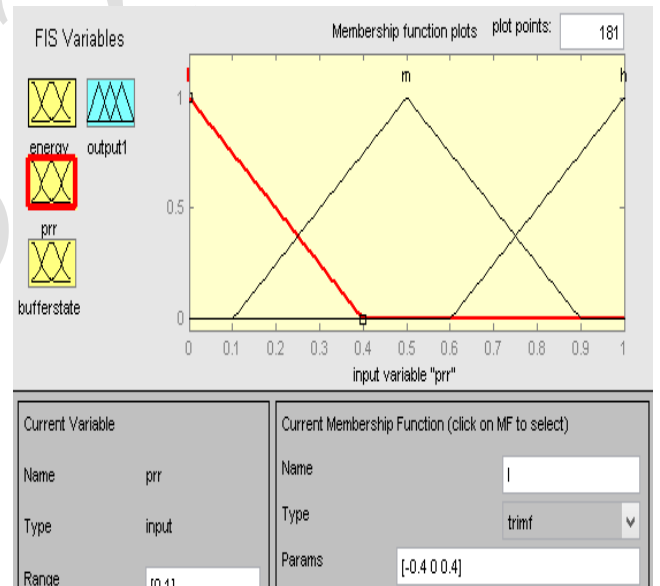 FIS Variables
Membership function plots plot points: 181
energy output1
prr
bufferstate
l m h
1
0.5
0
0 0.1 0.2 0.3 0.4 0.5 0.6 0.7 0.8 0.9 1
input variable "prr"
Current Variable
Name prr
Type input
Range [0 1]
Current Membership Function (click on MF to select)
Name l
Type trimf
Params [-0.4 0 0.4]